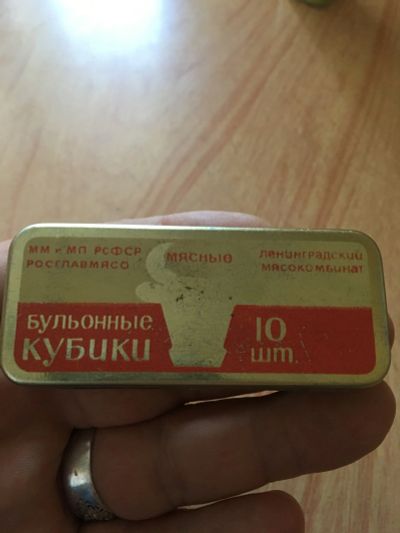 ММ и МП РСФСР
РОСГЛАВМЯСО
МЯСНЫЕ
ЛЕНИНГРАДСКИЙ
МЯСОКОМБИНАТ
БУЛЬОННЫЕ
КУБИКИ
10
шт.